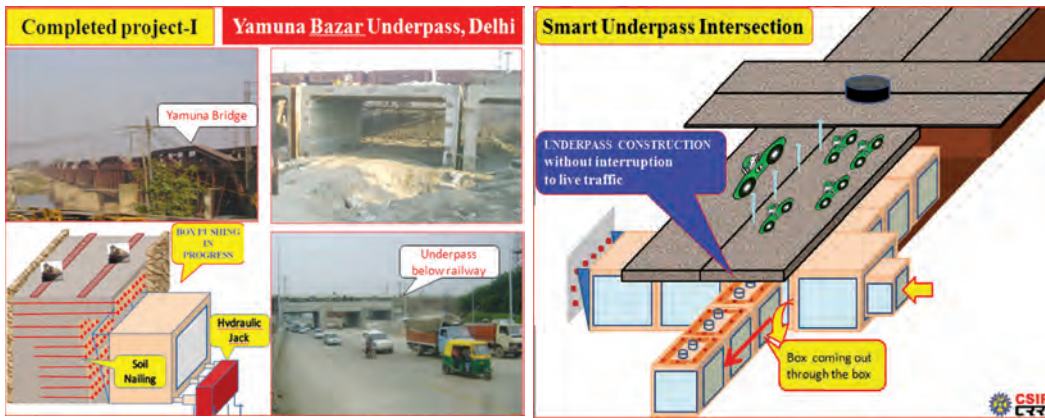 Completed project-I
Yamuna Bazar Underpass, Delhi
Yamuna Bridge
BOX PUSHING
IN
PROGRESS
Hydraulic
Jack
Soil
Nailing
Underpass
below railway
Smart Underpass Intersection
UNDERPASS CONSTRUCTION
without interruption
to live traffic
Box coming out
through the box
CSIR